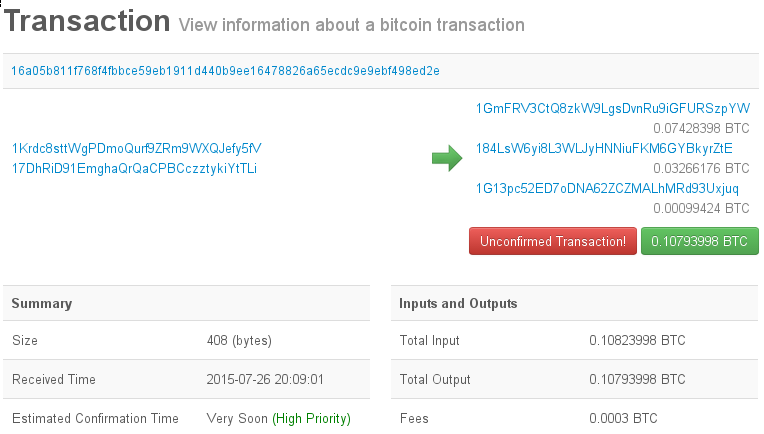 Transaction View information about a bitcoin transaction
16a05b811f768f4fbbce59eb1911d440b9ee16478826a65ecdc9e9ebf498ed2e
1Krdc8sttWgPDmoQurf9ZRm9WXQJefy5fV
17DhRiD91EmghaQrQaCPBCczztykiYtTLi
1GmFRV3CtQ8zkW9LgsDvnRu9iGFURSzpYW
0.07428398 BTC
184LsW6yi8L3WLJyHNNiuFKM6GYBkyrZtE
0.03266176 BTC
1G13pc52ED7oDNA62ZCZMALhMRd93Uxjuq
0.00099424 BTC
Unconfirmed Transaction! 0.10793998 BTC
Summary
Size 408 (bytes)
Received Time 2015-07-26 20:09:01
Estimated Confirmation Time Very Soon (High Priority)
Inputs and Outputs
Total Input 0.10823998 BTC
Total Output 0.10793998 BTC
Fees 0.0003 BTC